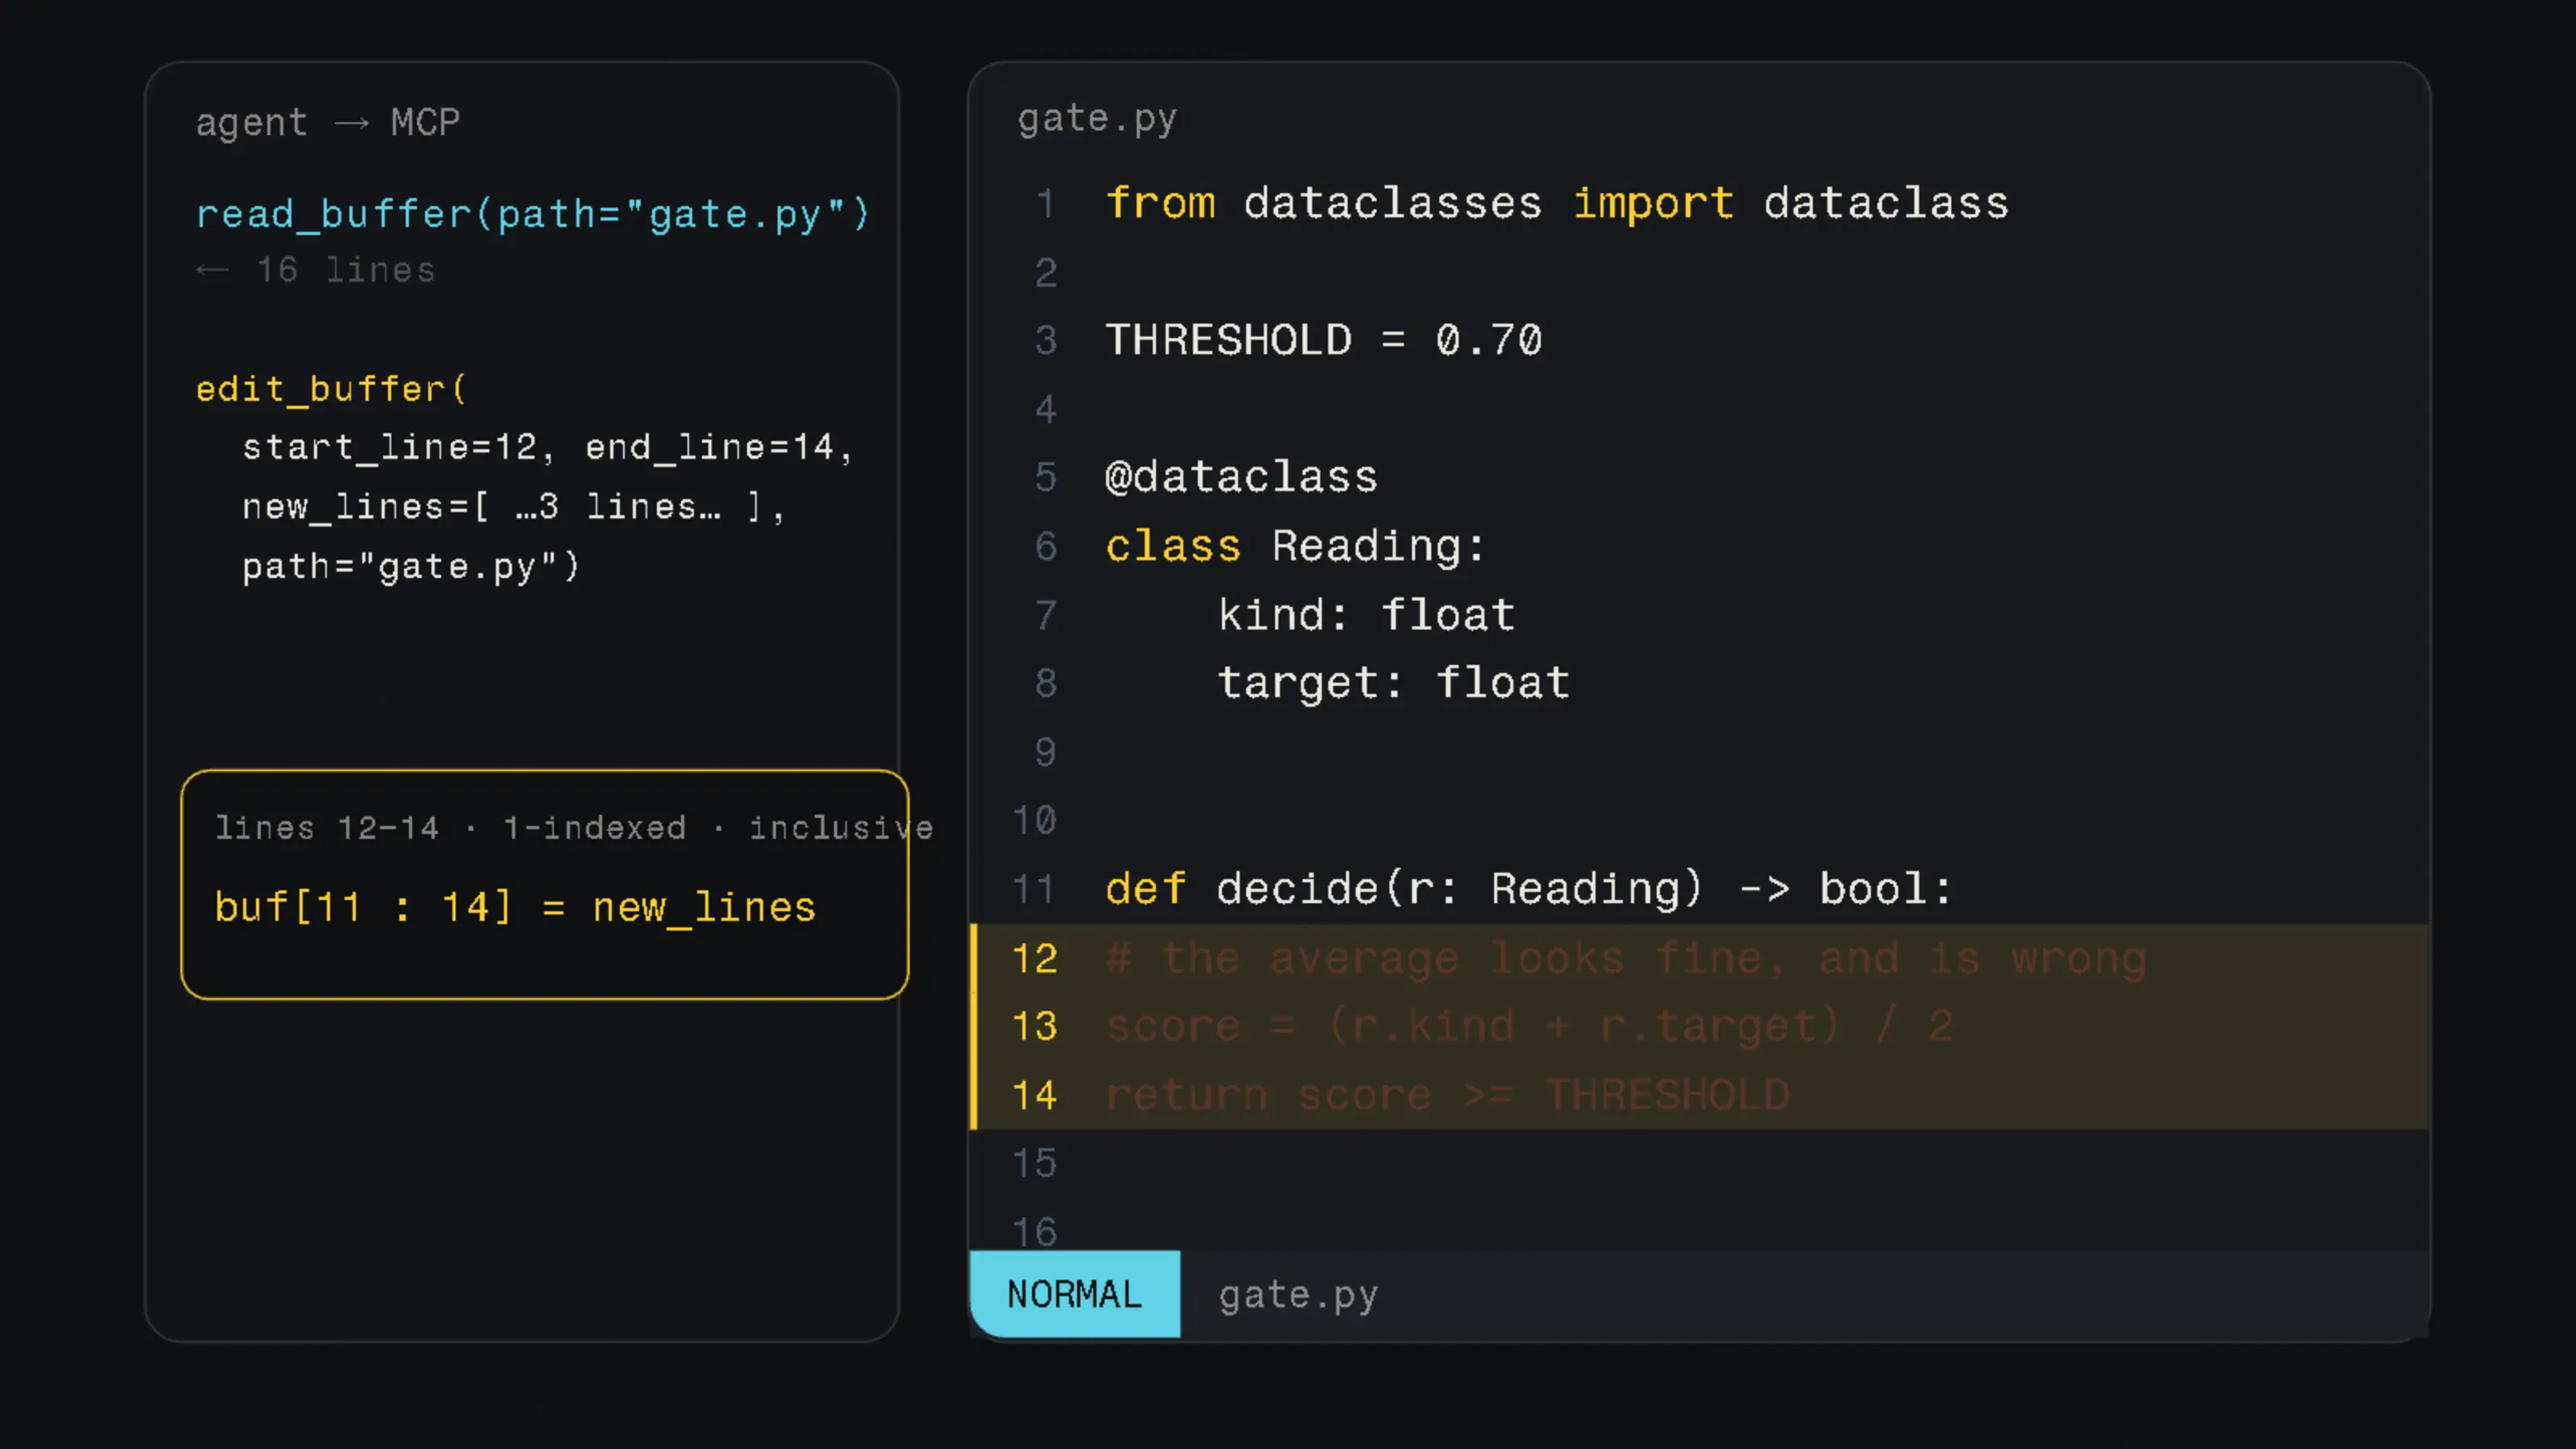 agent → MCP
read_buffer(path="gate.py")
← 16 lines
edit_buffer(
  start_line=12, end_line=14,
  new_lines=[ …3 lines… ],
  path="gate.py")
lines 12–14 · 1-indexed · inclusive
buf[11 : 14] = new_lines
gate.py
1 from dataclasses import dataclass
2
3 THRESHOLD = 0.70
4
5 @dataclass
6 class Reading:
7     kind: float
8     target: float
9
10
11 def decide(r: Reading) -> bool:
12 # the average looks fine, and is wrong
13 score = (r.kind + r.target) / 2
14 return score >= THRESHOLD
15
16
NORMAL gate.py